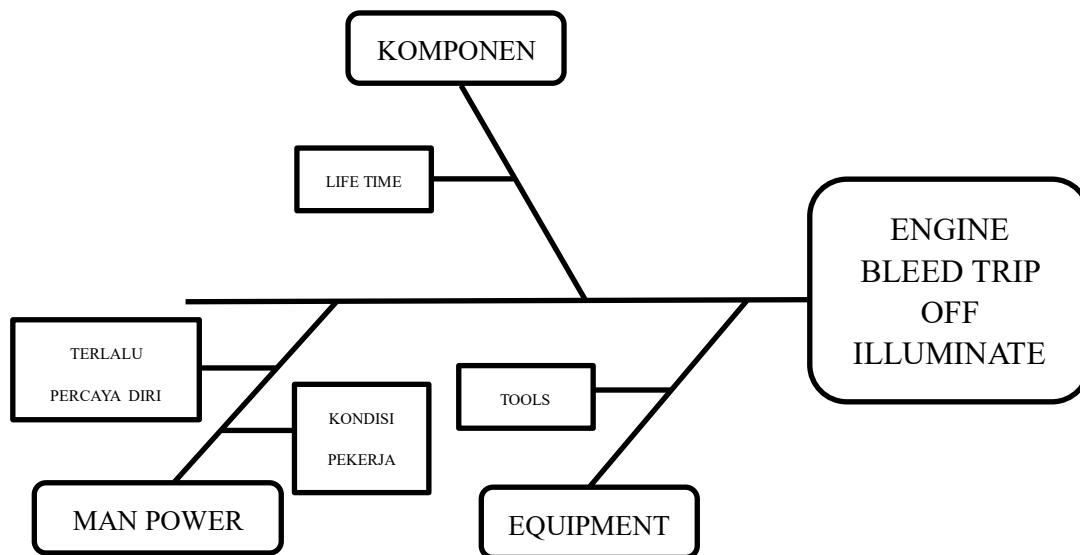 KOMPONEN
LIFE TIME
ENGINE
BLEED TRIP
OFF
ILLUMINATE
TERLALU
PERCAYA DIRI
KONDISI
PEKERJA
TOOLS
MAN POWER
EQUIPMENT